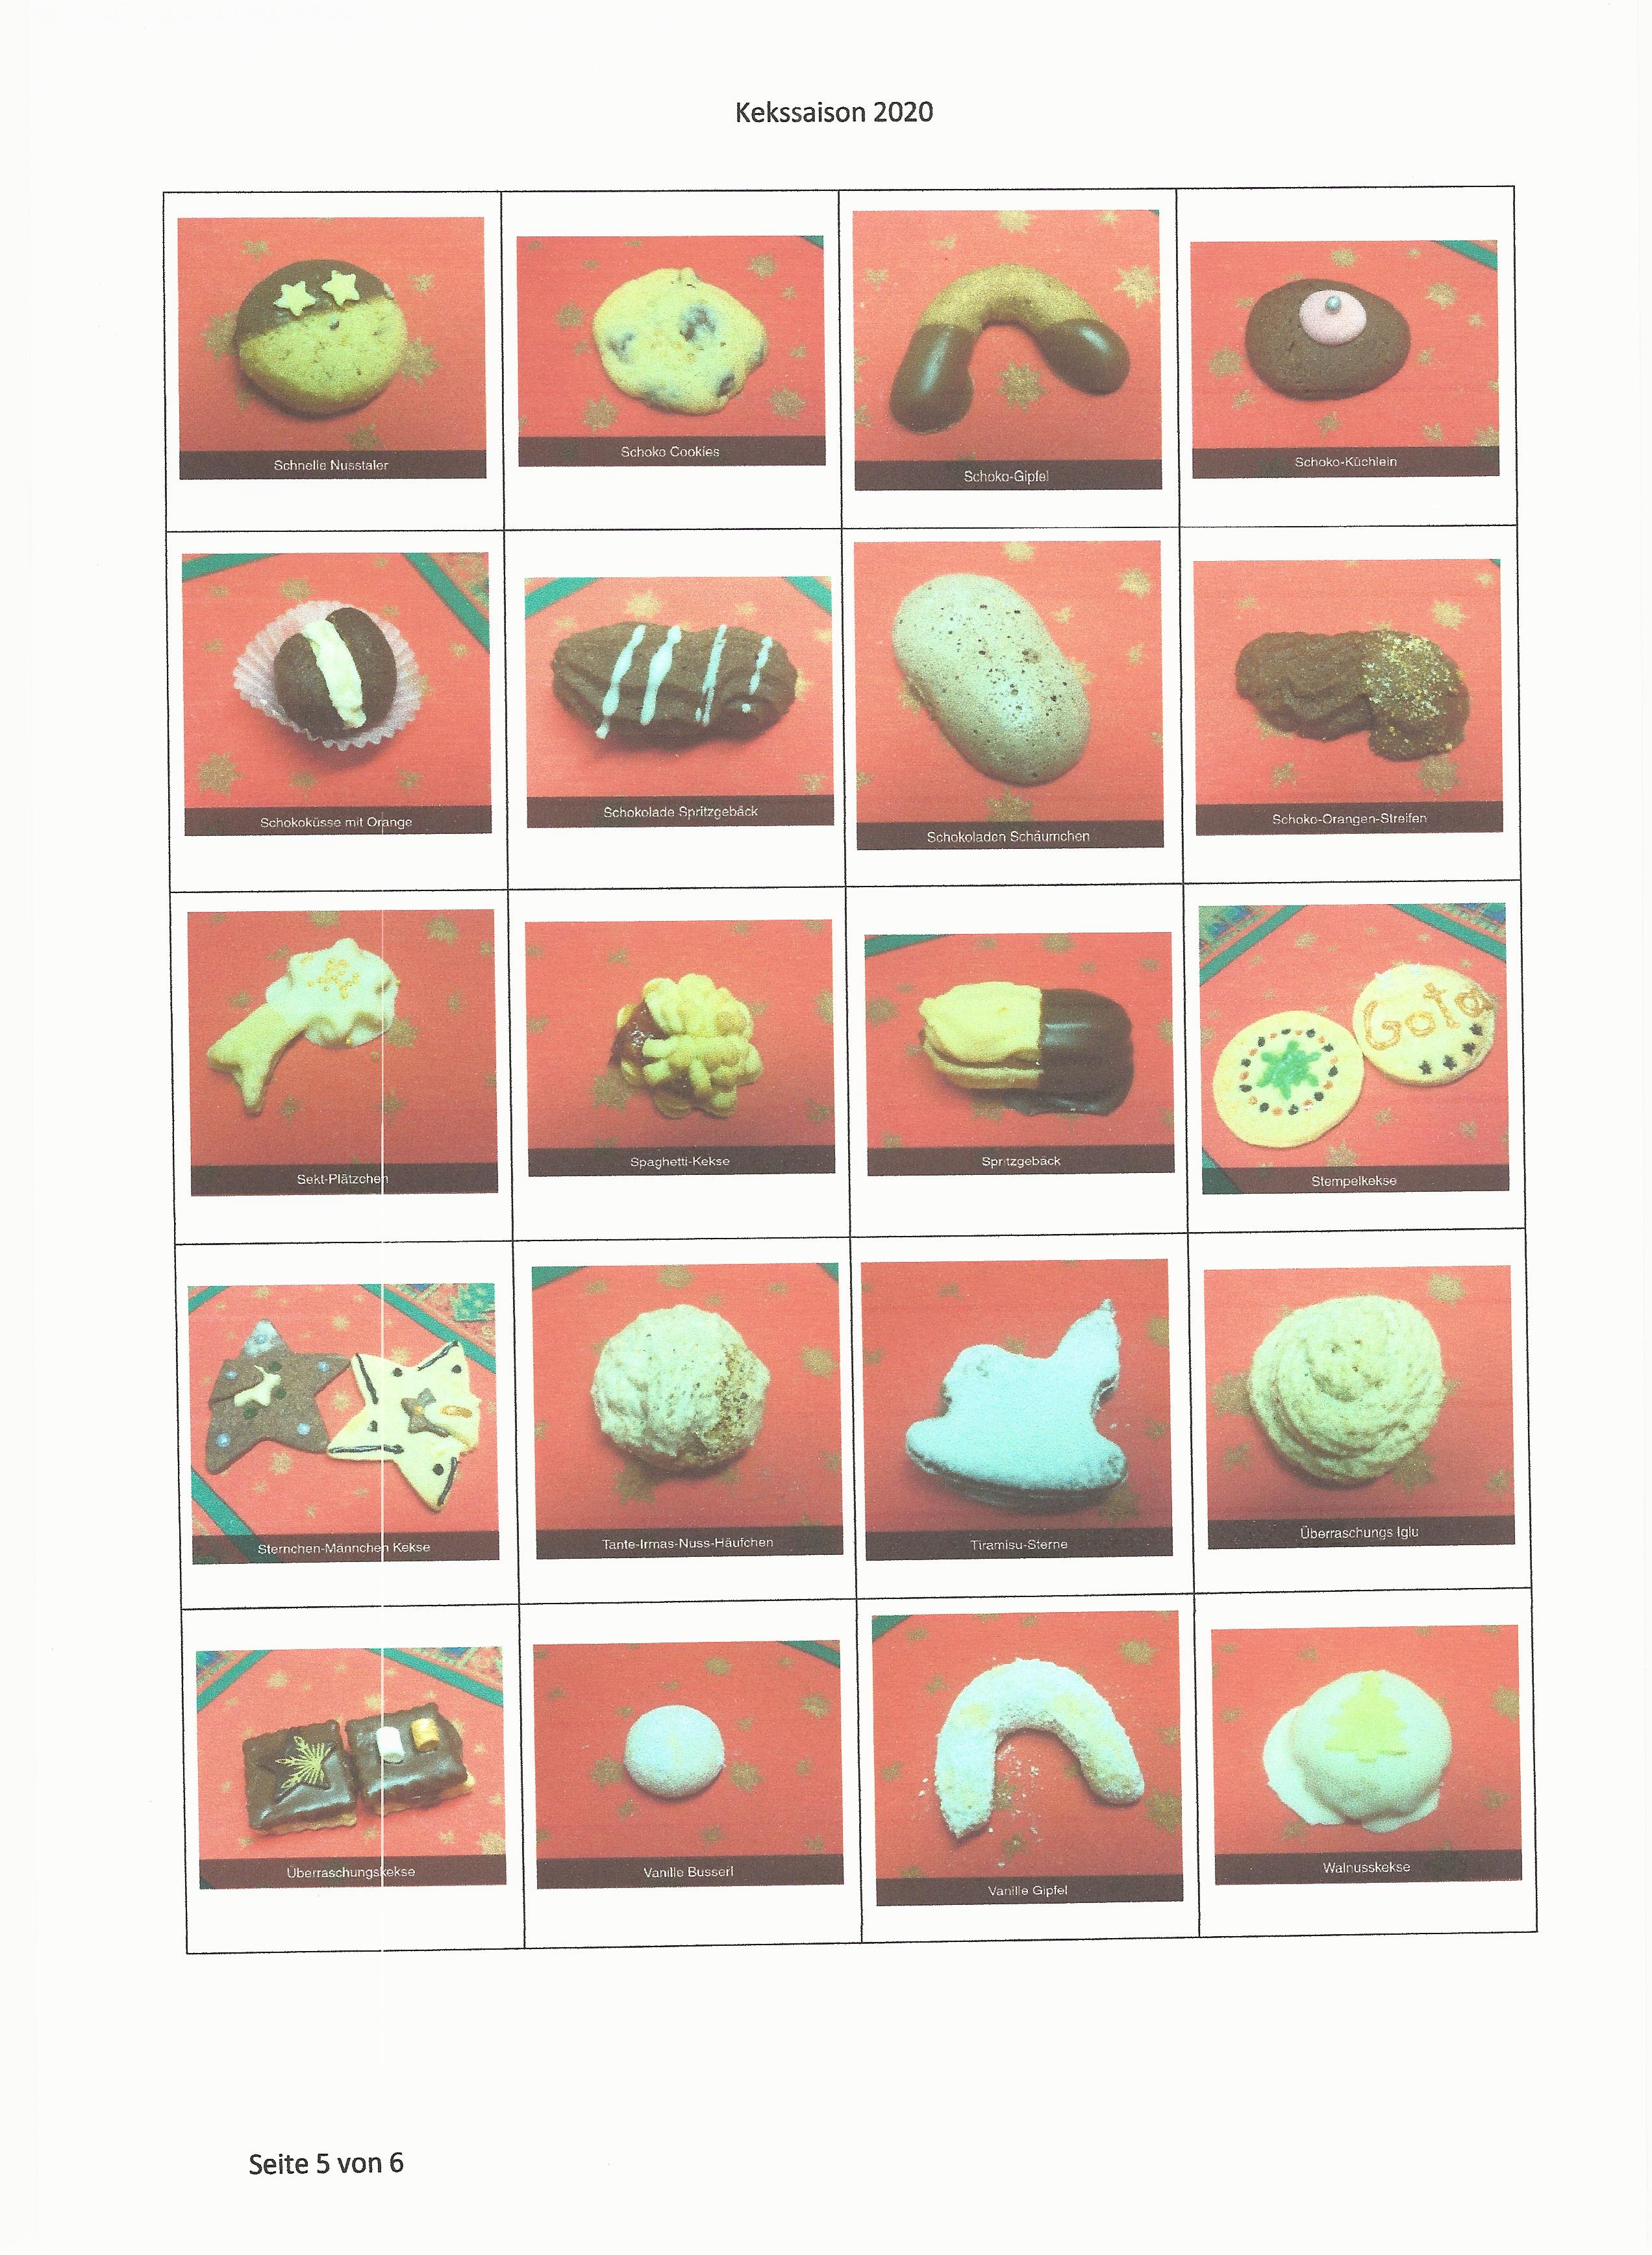 Kekssaison 2020
Schnelle Nusstaler
Schoko Cookies
Schoko-Gipfel
Schoko-Küchlein
Schokoküsse mit Orange
Schokolade Spritzgebäck
Schokoladen Schäumchen
Schoko-Orangen-Streifen
Gota
Sekt-Plätzchen
Spaghetti-Kekse
Spritzgebäck
Stempelkekse
Sternchen-Männchen Kekse
Tante-Irmas-Nuss-Häufchen
Tiramisu-Sterne
Überraschungs Iglu
Überraschungskekse
Vanille Busserl
Vanille Gipfel
Walnusskekse
Seite 5 von 6